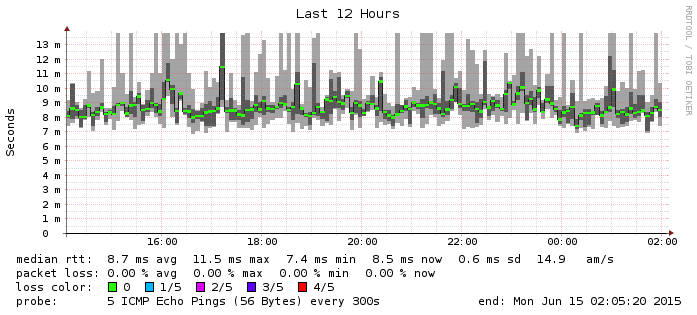 Last 12 Hours
RRDTOOL / TOBI OETIKER
Seconds
13 m
12 m
11 m
10 m
9 m
8 m
7 m
6 m
5 m
4 m
3 m
2 m
1 m
0
16:00 18:00 20:00 22:00 00:00 02:00
median rtt: 8.7 ms avg 11.5 ms max 7.4 ms min 8.5 ms now 0.6 ms sd 14.9 am/s
packet loss: 0.00 % avg 0.00 % max 0.00 % min 0.00 % now
loss color: 0 1/5 2/5 3/5 4/5
probe: 5 ICMP Echo Pings (56 Bytes) every 300s end: Mon Jun 15 02:05:20 2015